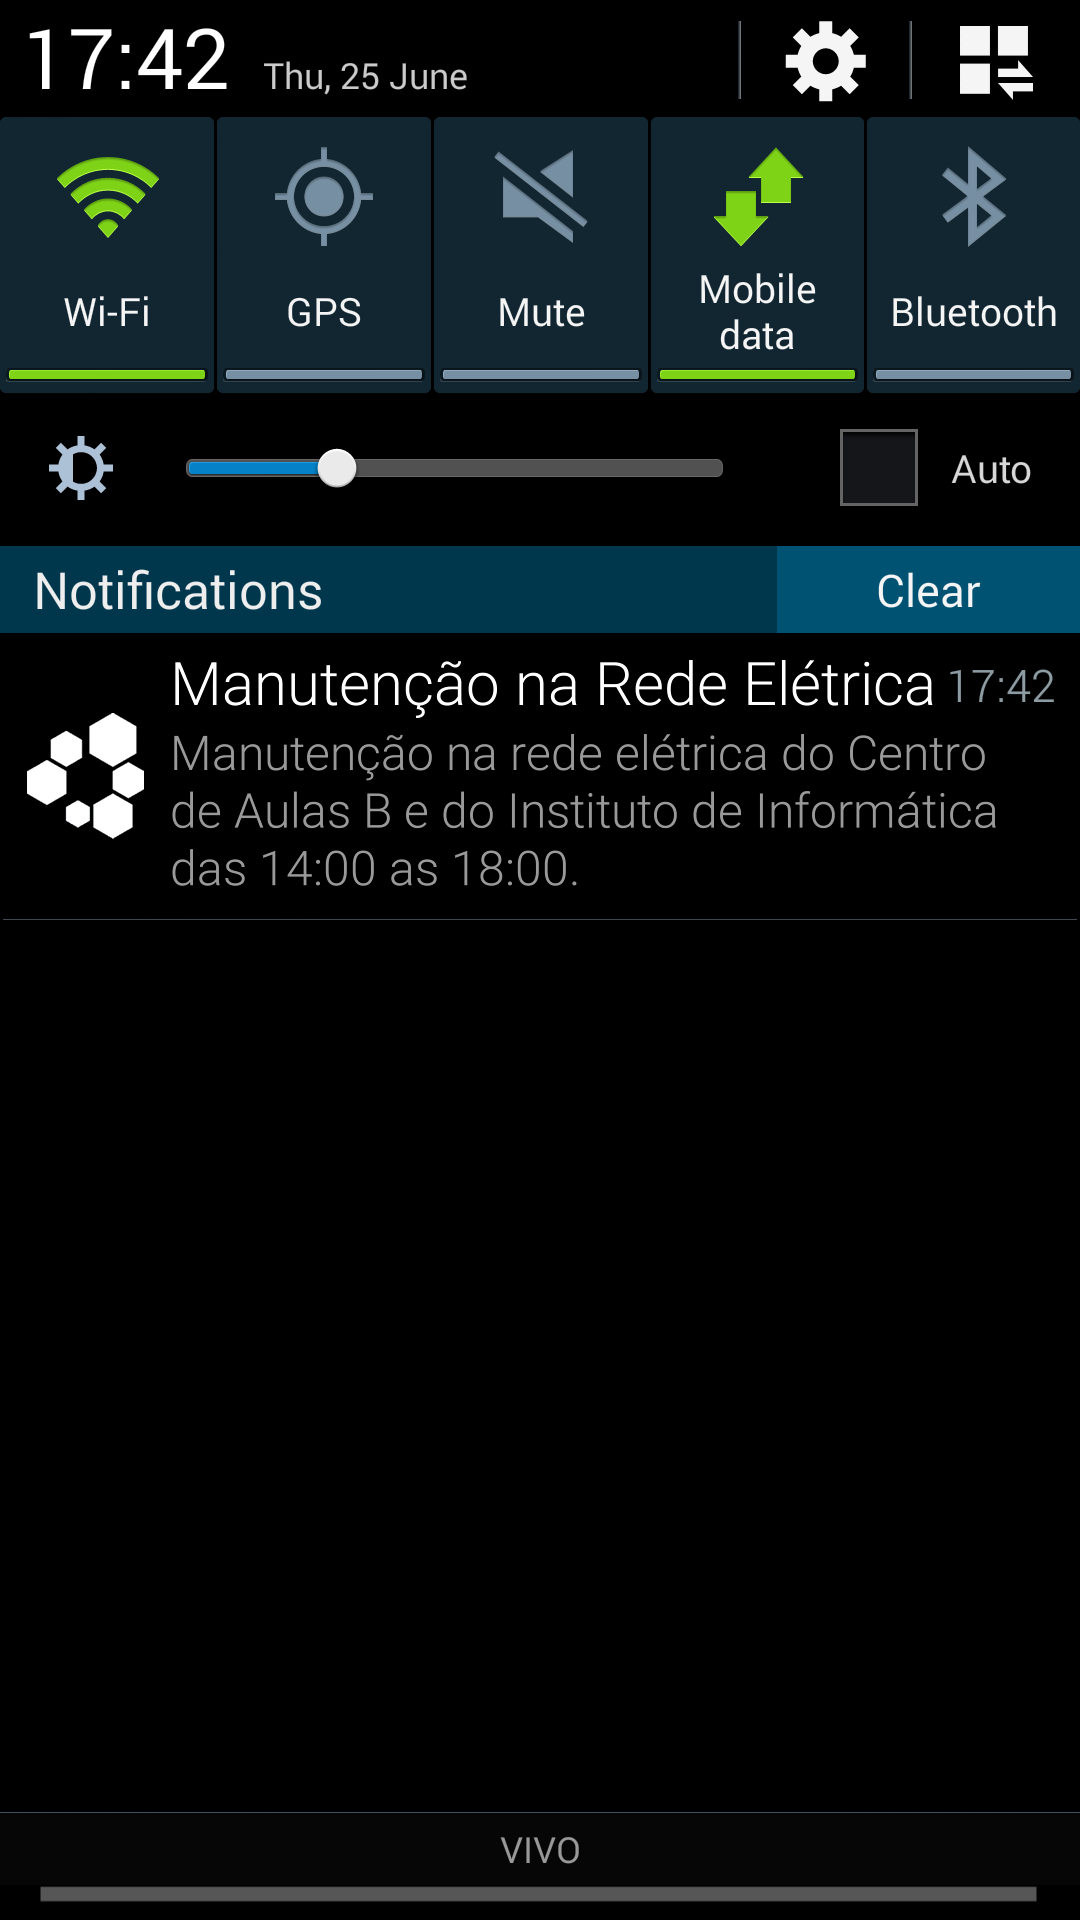 17:42 Thu, 25 June
Wi-Fi GPS Mute Mobile data Bluetooth
Auto
Notifications Clear
Manutenção na Rede Elétrica 17:42
Manutenção na rede elétrica do Centro
de Aulas B e do Instituto de Informática
das 14:00 as 18:00.
VIVO